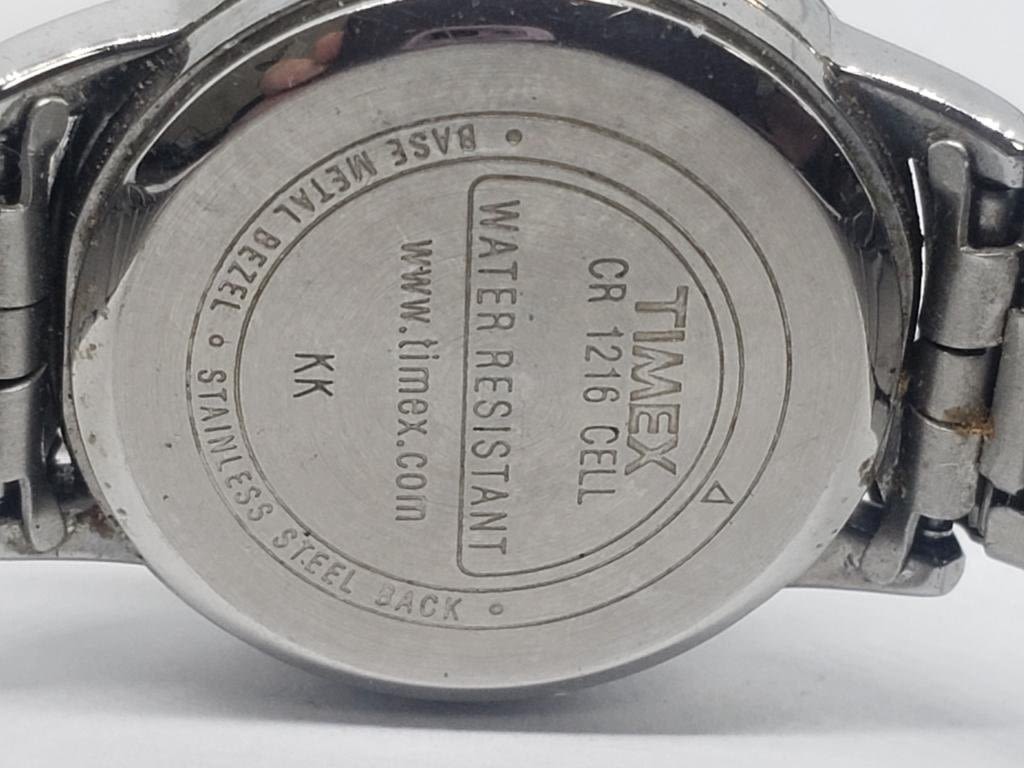 TIMEX
CR 1216 CELL
WATER RESISTANT
www.timex.com
KK
BASE METAL BEZEL
STAINLESS STEEL BACK